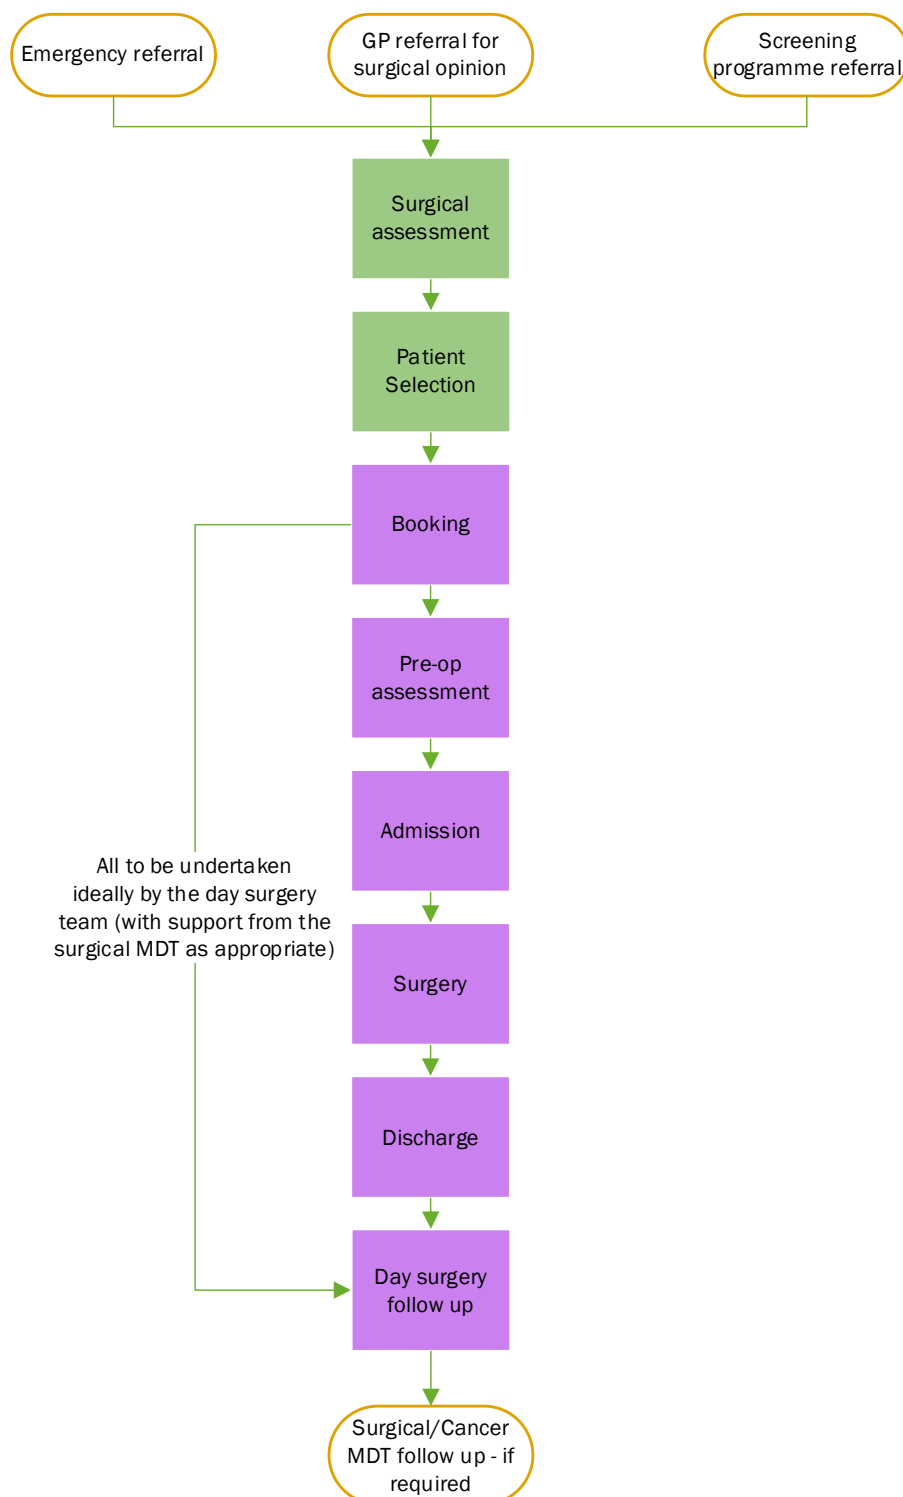 Emergency referral
GP referral for
surgical opinion
Screening
programme referral
Surgical
assessment
Patient
Selection
Booking
Pre-op
assessment
Admission
All to be undertaken
ideally by the day surgery
team (with support from the
surgical MDT as appropriate)
Surgery
Discharge
Day surgery
follow up
Surgical/Cancer
MDT follow up - if
required